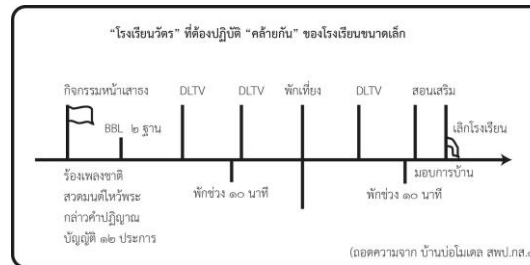 “โรงเรียนวัตร” ที่ต้องปฏิบัติ “คล้ายกัน” ของโรงเรียนขนาดเล็ก
กิจกรรมหน้าเสาธง
DLTV
DLTV
พักเที่ยง
DLTV
สอนเสริม
BBL ๒ ฐาน
เลิกโรงเรียน
ร้องเพลงชาติ
สวดมนต์ไหว้พระ
กล่าวคำปฏิญาณ
บัญญัติ ๑๒ ประการ
พักช่วง ๑๐ นาที
พักช่วง ๑๐ นาที
มอบการบ้าน
(ถอดความจาก บ้านบ่อโมเดล สพป.กส.